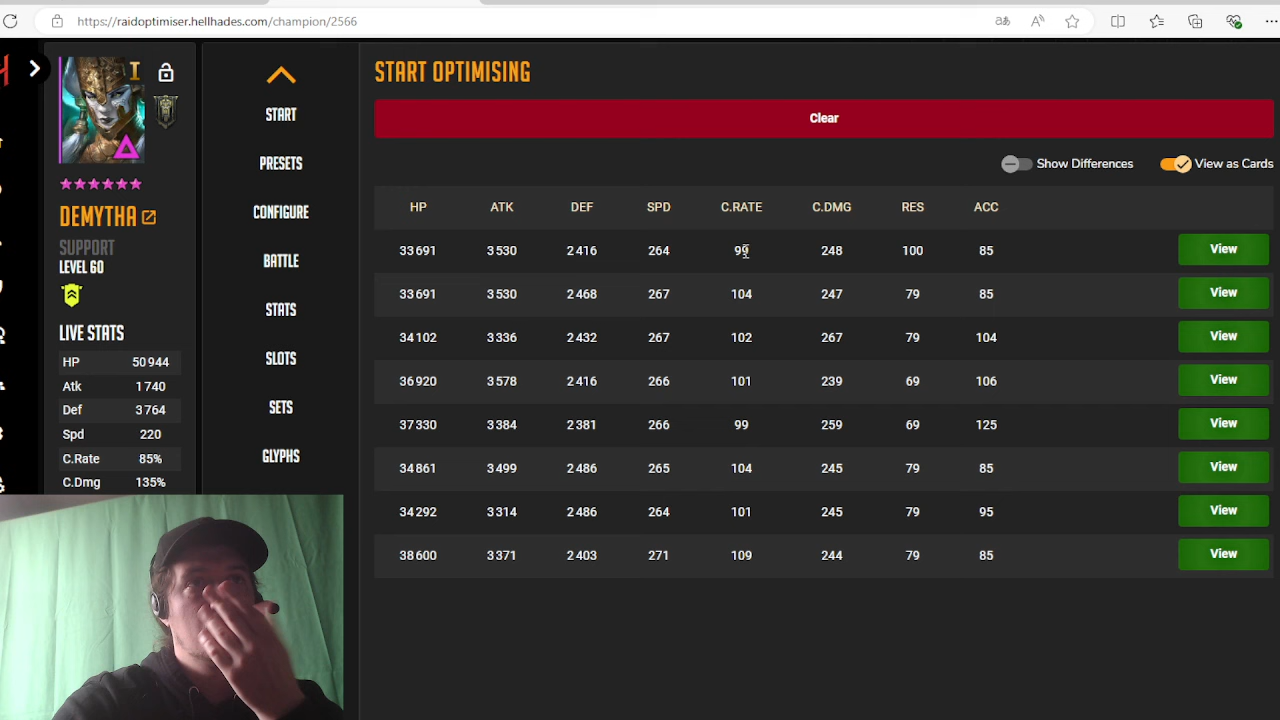 https://raidoptimiser.hellhades.com/champion/2566
START OPTIMISING
Clear
Show Differences
View as Cards
I
DEMYTHA
SUPPORT
LEVEL 60
LIVE STATS
HP 50 944
Atk 1 740
Def 3 764
Spd 220
C.Rate 85%
C.Dmg 135%
START
PRESETS
CONFIGURE
BATTLE
STATS
SLOTS
SETS
GLYPHS
HP ATK DEF SPD C.RATE C.DMG RES ACC
33 691 3 530 2 416 264 99 248 100 85 View
33 691 3 530 2 468 267 104 247 79 85 View
34 102 3 336 2 432 267 102 267 79 104 View
36 920 3 578 2 416 266 101 239 69 106 View
37 330 3 384 2 381 266 99 259 69 125 View
34 861 3 499 2 486 265 104 245 79 85 View
34 292 3 314 2 486 264 101 245 79 95 View
38 600 3 371 2 403 271 109 244 79 85 View